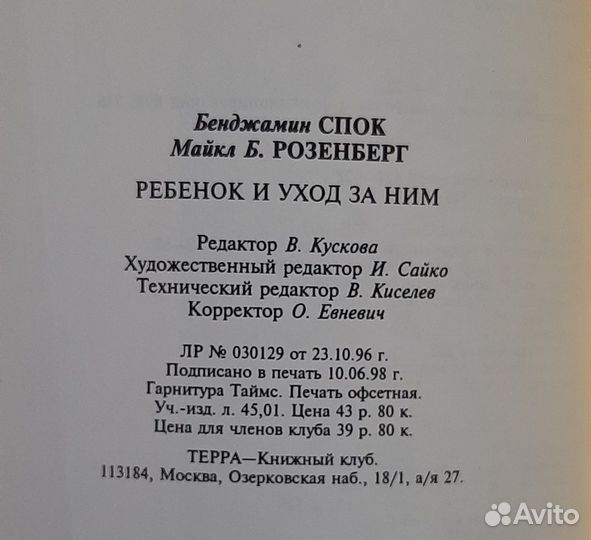 Бенджамин СПОК
Майкл Б. РОЗЕНБЕРГ
РЕБЕНОК И УХОД ЗА НИМ
Редактор В. Кускова
Художественный редактор И. Сайко
Технический редактор В. Киселев
Корректор О. Евневич
ЛР № 030129 от 23.10.96 г.
Подписано в печать 10.06.98 г.
Гарнитура Таймс. Печать офсетная.
Уч.-изд. л. 45,01. Цена 43 р. 80 к.
Цена для членов клуба 39 р. 80 к.
ТЕРРА—Книжный клуб.
113184, Москва, Озерковская наб., 18/1, а/я 27.
Avito